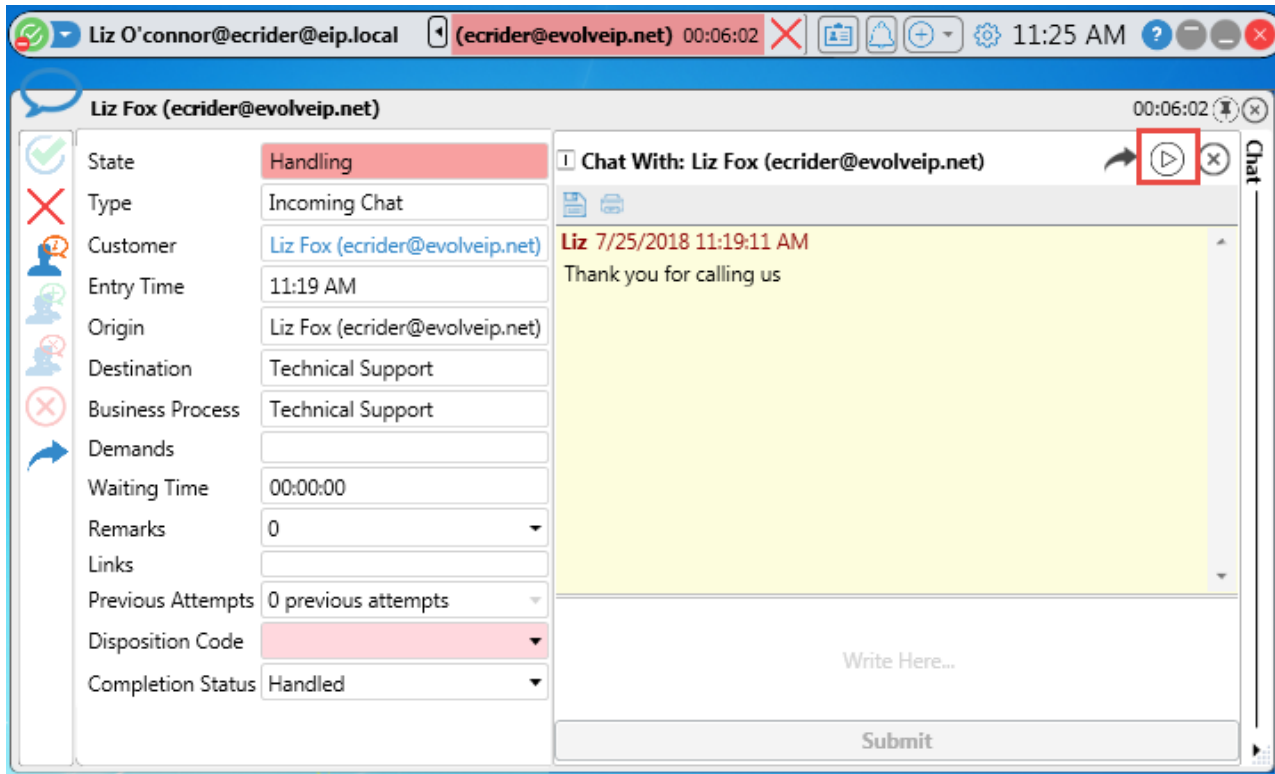 Liz O'connor@ecrider@eip.local (ecrider@evolveip.net) 00:06:02 11:25 AM ?
Liz Fox (ecrider@evolveip.net) 00:06:02
State Handling
Type Incoming Chat
Customer Liz Fox (ecrider@evolveip.net)
Entry Time 11:19 AM
Origin Liz Fox (ecrider@evolveip.net)
Destination Technical Support
Business Process Technical Support
Demands
Waiting Time 00:00:00
Remarks 0
Links
Previous Attempts 0 previous attempts
Disposition Code
Completion Status Handled
Chat With: Liz Fox (ecrider@evolveip.net)
Liz 7/25/2018 11:19:11 AM
Thank you for calling us
Write Here...
Submit
Chat